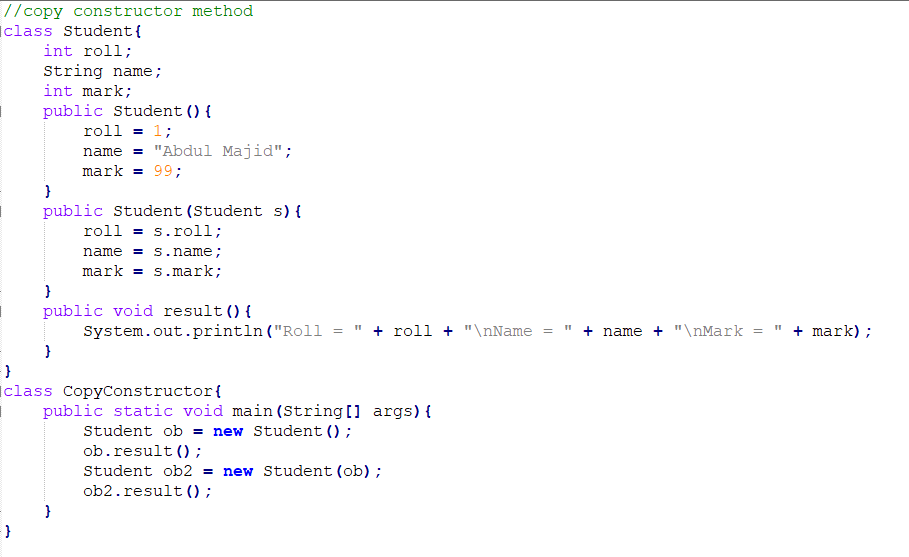 //copy constructor method
class Student{
    int roll;
    String name;
    int mark;
    public Student(){
        roll = 1;
        name = "Abdul Majid";
        mark = 99;
    }
    public Student(Student s){
        roll = s.roll;
        name = s.name;
        mark = s.mark;
    }
    public void result(){
        System.out.println("Roll = " + roll + "\nName = " + name + "\nMark = " + mark);
    }
}
class CopyConstructor{
    public static void main(String[] args){
        Student ob = new Student();
        ob.result();
        Student ob2 = new Student(ob);
        ob2.result();
    }
}